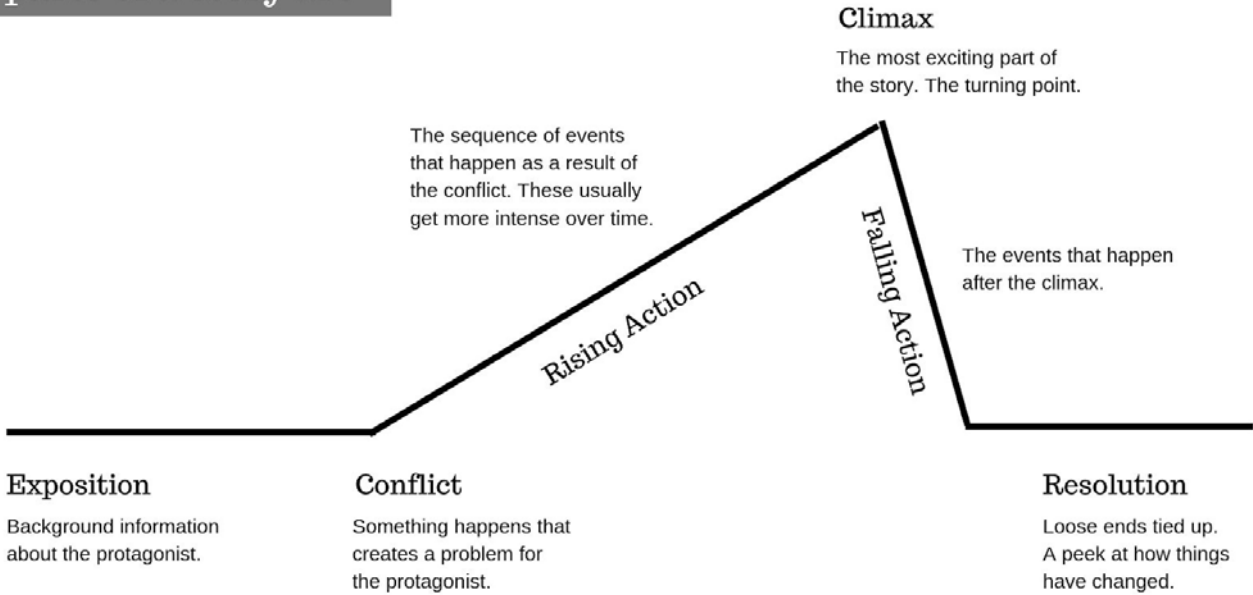 Climax
The most exciting part of
the story. The turning point.
The sequence of events
that happen as a result of
the conflict. These usually
get more intense over time.
Rising Action
Falling Action
The events that happen
after the climax.
Exposition
Background information
about the protagonist.
Conflict
Something happens that
creates a problem for
the protagonist.
Resolution
Loose ends tied up.
A peek at how things
have changed.